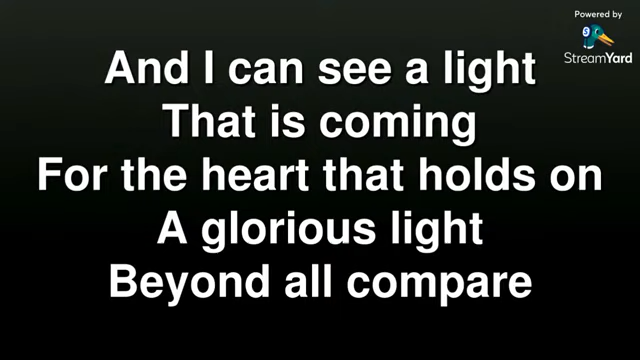 Powered by
StreamYard
And I can see a light
That is coming
For the heart that holds on
A glorious light
Beyond all compare